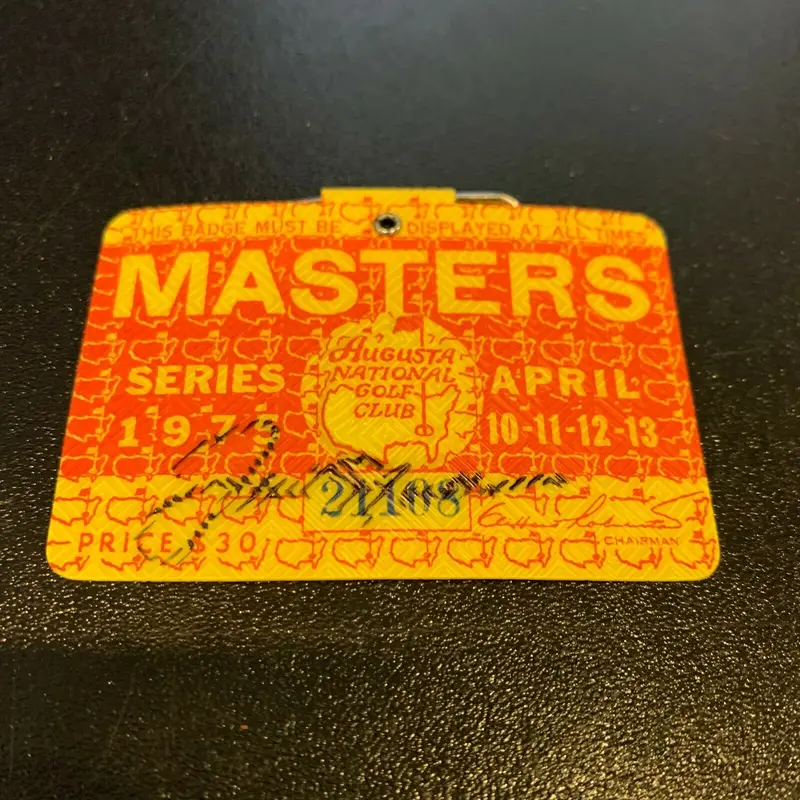 THIS BADGE MUST BE DISPLAYED AT ALL TIMES
MASTERS
SERIES
1975
AUGUSTA
NATIONAL
GOLF
CLUB
APRIL
10-11-12-13
21108
PRICE $30
CHAIRMAN